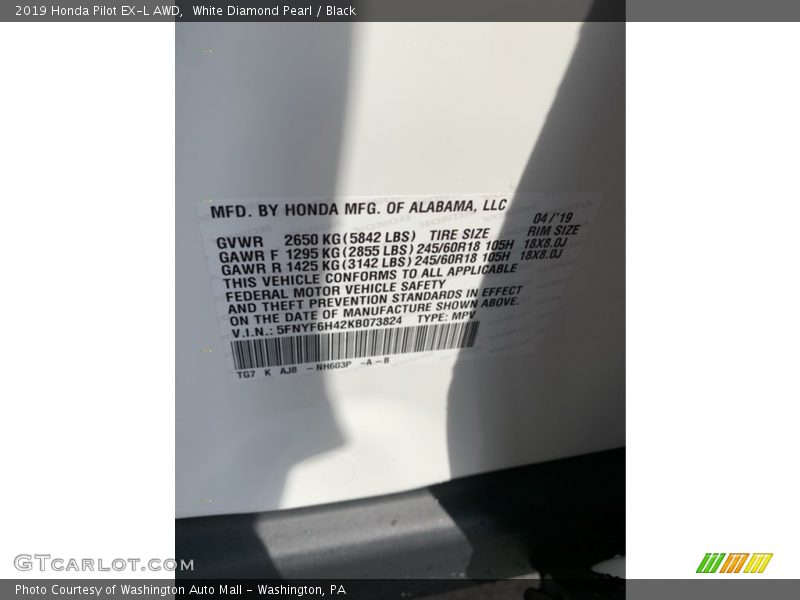 2019 Honda Pilot EX-L AWD,  White Diamond Pearl / Black
MFD. BY HONDA MFG. OF ALABAMA, LLC
04/'19
GVWR 2650 KG (5842 LBS) TIRE SIZE RIM SIZE
GAWR F 1295 KG (2855 LBS) 245/60R18 105H 18X8.0J
GAWR R 1425 KG (3142 LBS) 245/60R18 105H 18X8.0J
THIS VEHICLE CONFORMS TO ALL APPLICABLE
FEDERAL MOTOR VEHICLE SAFETY
AND THEFT PREVENTION STANDARDS IN EFFECT
ON THE DATE OF MANUFACTURE SHOWN ABOVE.
V.I.N.: 5FNYF6H42KB073824 TYPE: MPV
TG7 K AJ8 - NH603P -A-B
GTCARLOT.COM
Photo Courtesy of Washington Auto Mall - Washington, PA